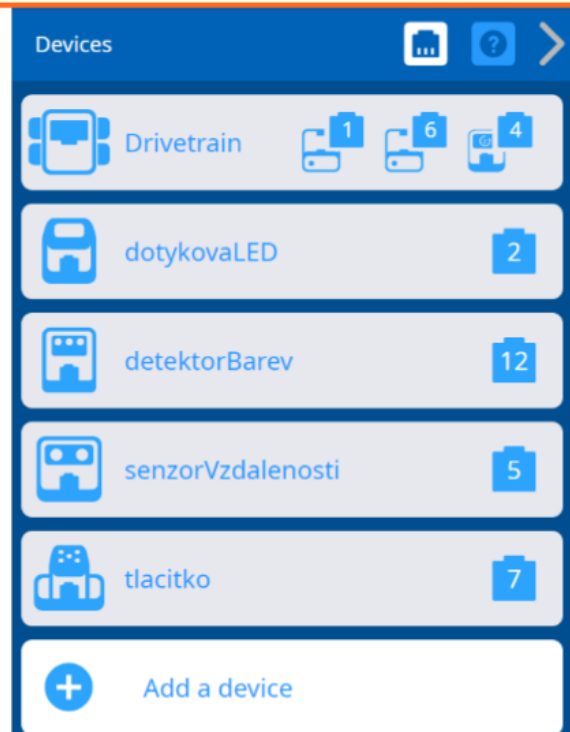 Devices ?
Drivetrain 1 6 4
dotykovaLED 2
detektorBarev 12
senzorVzdalenosti 5
tlacitko 7
Add a device